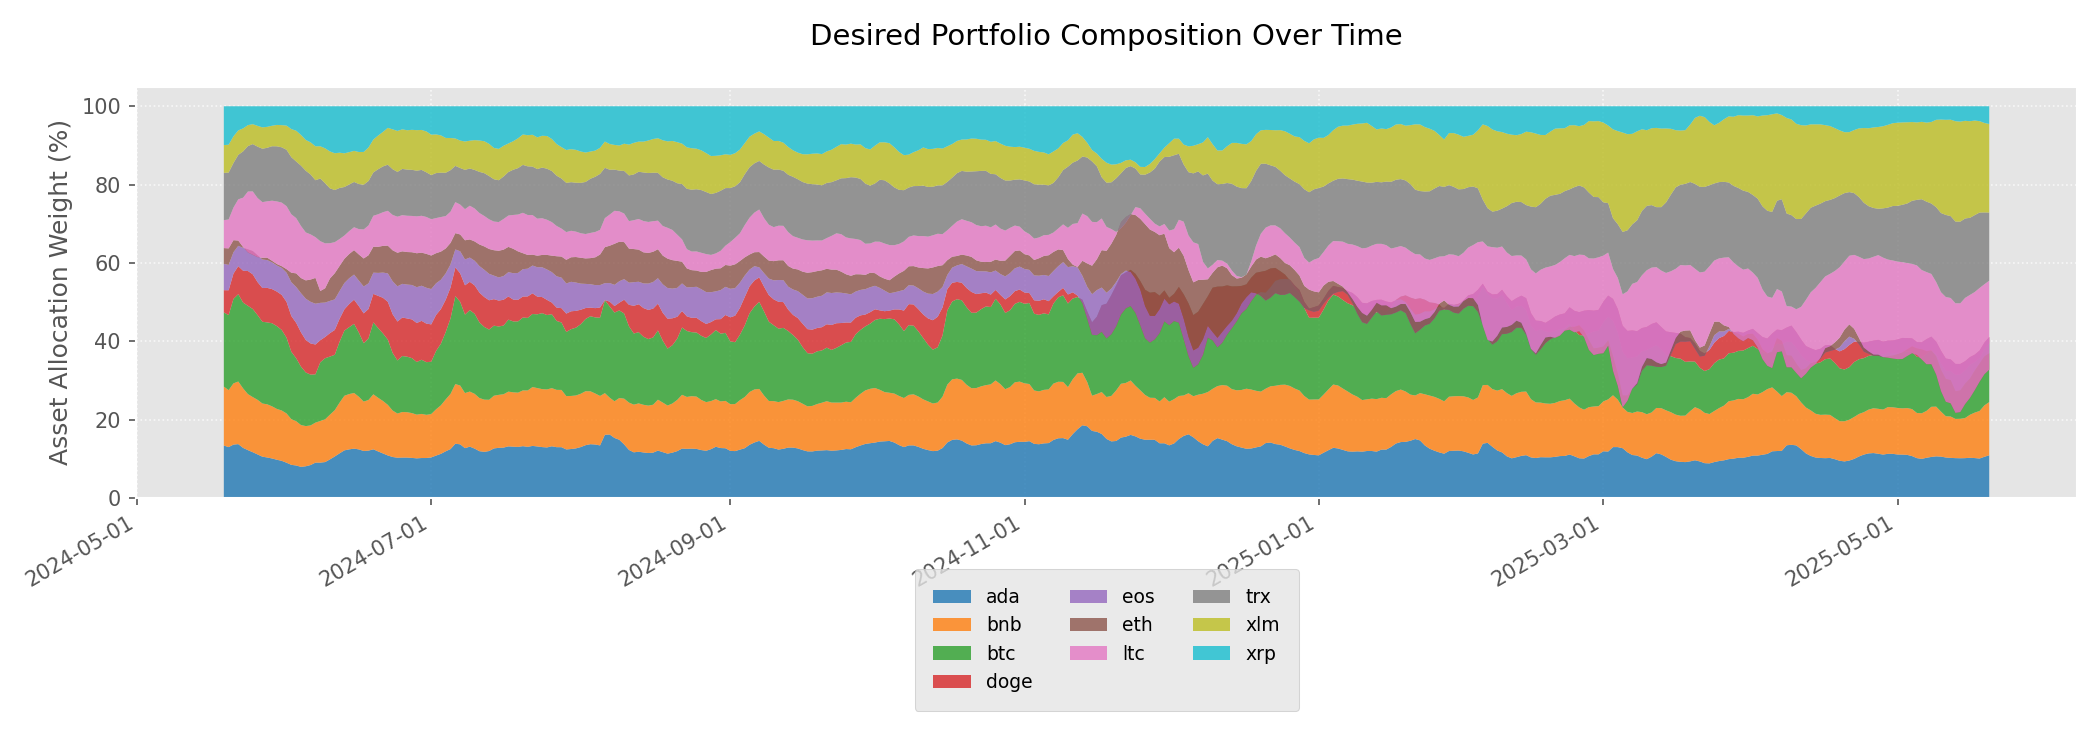 Desired Portfolio Composition Over Time
Asset Allocation Weight (%)
100
80
60
40
20
0
2024-05-01
2024-07-01
2024-09-01
2024-11-01
2025-01-01
2025-03-01
2025-05-01
ada
bnb
btc
doge
eos
eth
ltc
trx
xlm
xrp